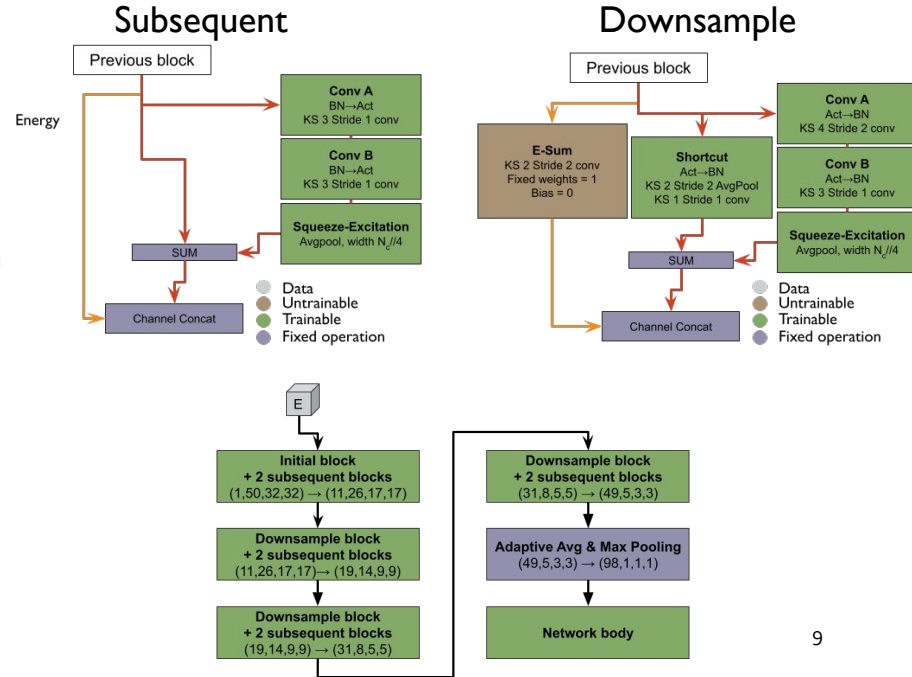 Subsequent
Previous block
Energy
Conv A
BN→Act
KS 3 Stride 1 conv
Conv B
BN→Act
KS 3 Stride 1 conv
Squeeze-Excitation
Avgpool, width N_c//4
SUM
Channel Concat
Data
Untrainable
Trainable
Fixed operation
Downsample
Previous block
E-Sum
KS 2 Stride 2 conv
Fixed weights = 1
Bias = 0
Shortcut
Act→BN
KS 2 Stride 2 AvgPool
KS 1 Stride 1 conv
Conv A
Act→BN
KS 4 Stride 2 conv
Conv B
Act→BN
KS 3 Stride 1 conv
Squeeze-Excitation
Avgpool, width N_c//4
SUM
Channel Concat
Data
Untrainable
Trainable
Fixed operation
E
Initial block
+ 2 subsequent blocks
(1,50,32,32) → (11,26,17,17)
Downsample block
+ 2 subsequent blocks
(11,26,17,17)→ (19,14,9,9)
Downsample block
+ 2 subsequent blocks
(19,14,9,9) → (31,8,5,5)
Downsample block
+ 2 subsequent blocks
(31,8,5,5) → (49,5,3,3)
Adaptive Avg & Max Pooling
(49,5,3,3) → (98,1,1,1)
Network body
9